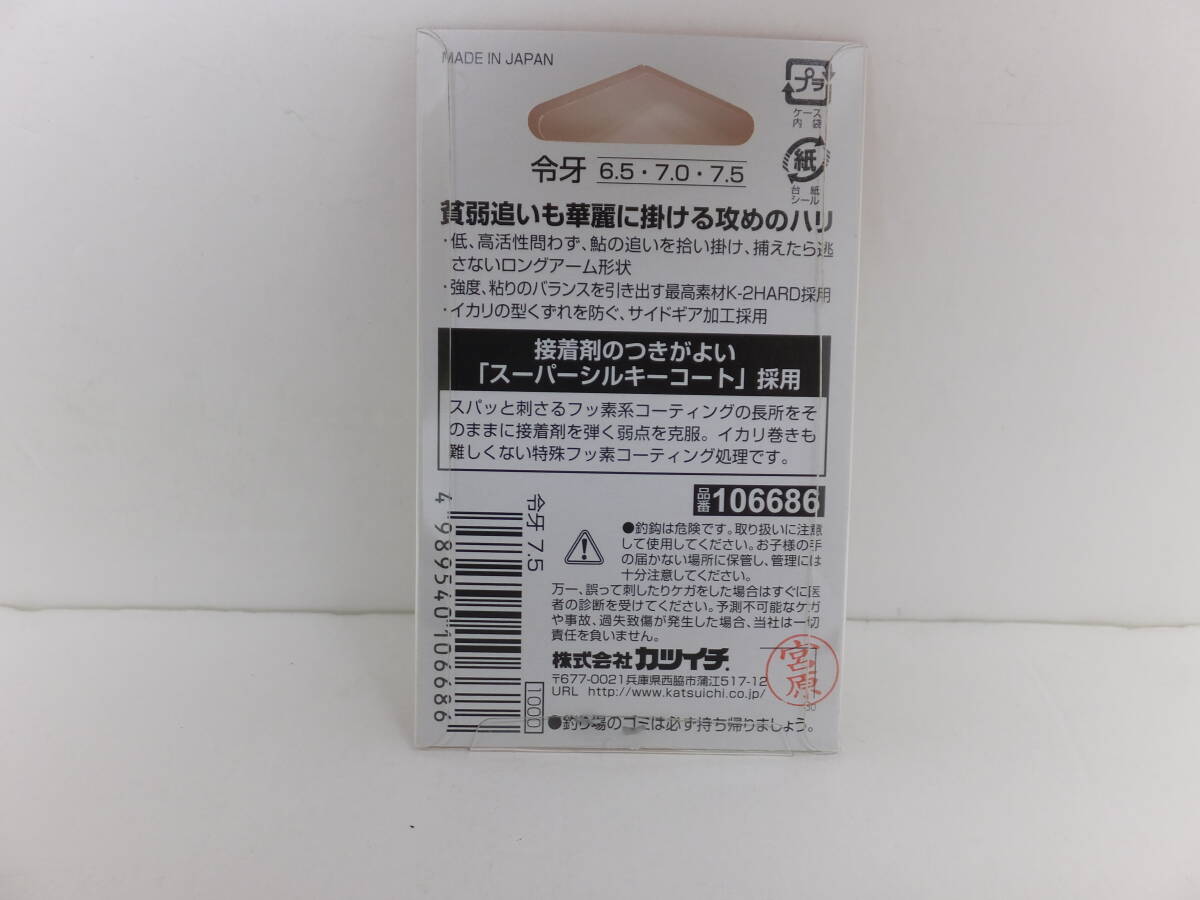 MADE IN JAPAN
プラ
ケース
内 袋
紙
台 紙
シール
令牙 6.5・7.0・7.5
貧弱追いも華麗に掛ける攻めのハリ
・低、高活性問わず、鮎の追いを拾い掛け、捕えたら逃
さないロングアーム形状
・強度、粘りのバランスを引き出す最高素材K-2HARD採用
・イカリの型くずれを防ぐ、サイドギア加工採用
接着剤のつきがよい
「スーパーシルキーコート」採用
スパッと刺さるフッ素系コーティングの長所をそ
のままに接着剤を弾く弱点を克服。イカリ巻きも
難しくない特殊フッ素コーティング処理です。
品番 106686
令牙 7.5
4 989540 106686
●釣鈎は危険です。取り扱いに注意
して使用してください。お子様の手
の届かない場所に保管し、管理には
十分注意してください。
万一、誤って刺したりケガをした場合はすぐに医
者の診断を受けてください。予測不可能なケガ
や事故、過失致傷が発生した場合、当社は一切
責任を負いません。
株式会社 カツイチ.
〒677-0021兵庫県西脇市蒲江517-12
URL http://www.katsuichi.co.jp/
宮原
1000
●釣り場のゴミは必ず持ち帰りましょう。